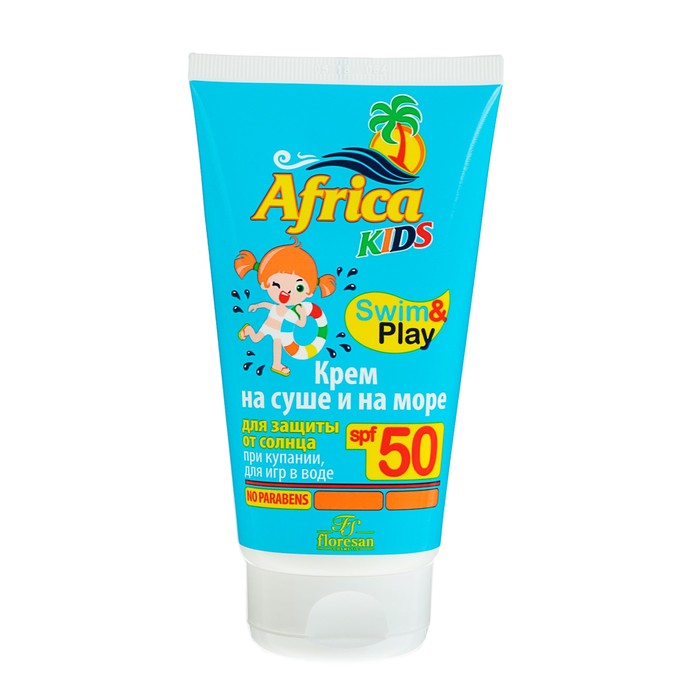 Africa
KIDS
Swim&
Play
Крем
на суше и на море
для защиты
от солнца
при купании,
для игр в воде
spf 50
NO PARABENS
FS
floresan